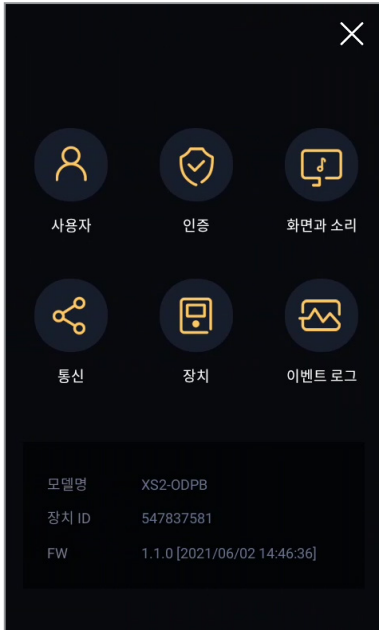 사용자 인증 화면과 소리
통신 장치 이벤트 로그
모델명 XS2-ODPB
장치 ID 547837581
FW 1.1.0 [2021/06/02 14:46:36]